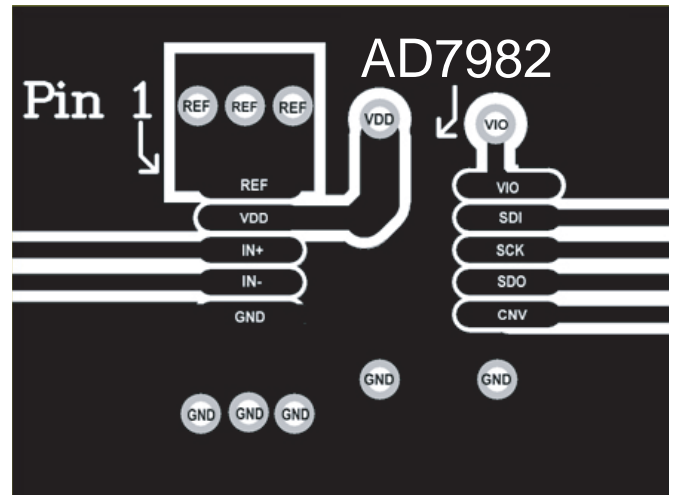 AD7982
Pin 1
REF REF REF
VDD
VIO
REF
VDD
IN+
IN-
GND
VIO
SDI
SCK
SDO
CNV
GND
GND
GND GND GND